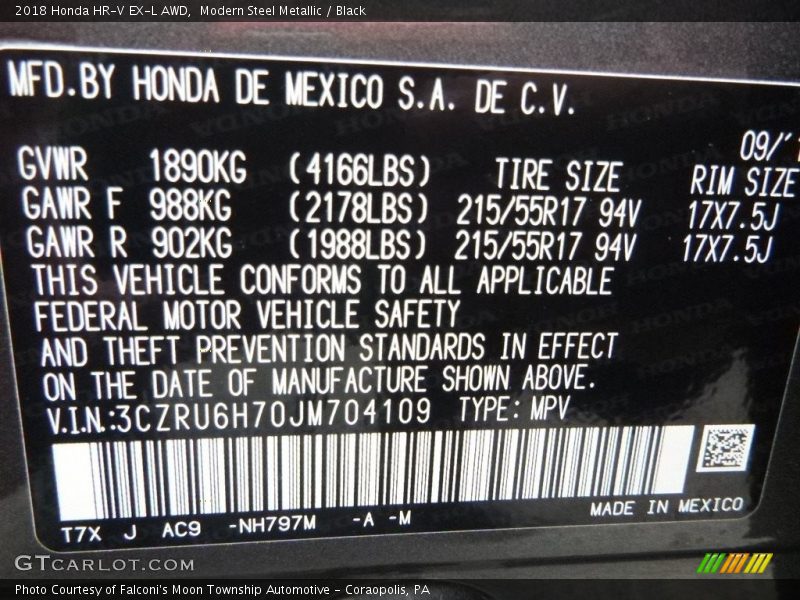 2018 Honda HR-V EX-L AWD, Modern Steel Metallic / Black
MFD.BY HONDA DE MEXICO S.A. DE C.V.
09/
GVWR 1890KG (4166LBS) TIRE SIZE RIM SIZE
GAWR F 988KG (2178LBS) 215/55R17 94V 17X7.5J
GAWR R 902KG (1988LBS) 215/55R17 94V 17X7.5J
THIS VEHICLE CONFORMS TO ALL APPLICABLE
FEDERAL MOTOR VEHICLE SAFETY
AND THEFT PREVENTION STANDARDS IN EFFECT
ON THE DATE OF MANUFACTURE SHOWN ABOVE.
V.I.N.:3CZRU6H70JM704109 TYPE: MPV
T7X J AC9 -NH797M -A -M MADE IN MEXICO
GTCARLOT.COM
Photo Courtesy of Falconi's Moon Township Automotive - Coraopolis, PA